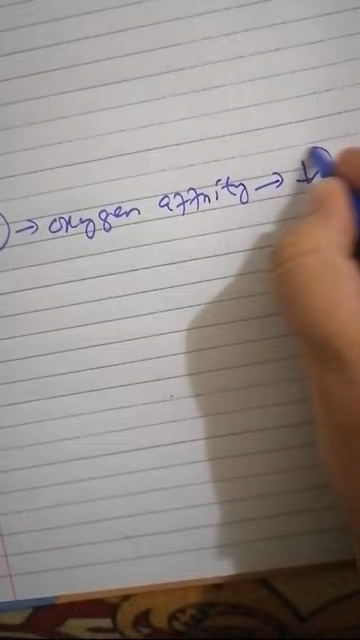 ) → oxygen affinity → ↓